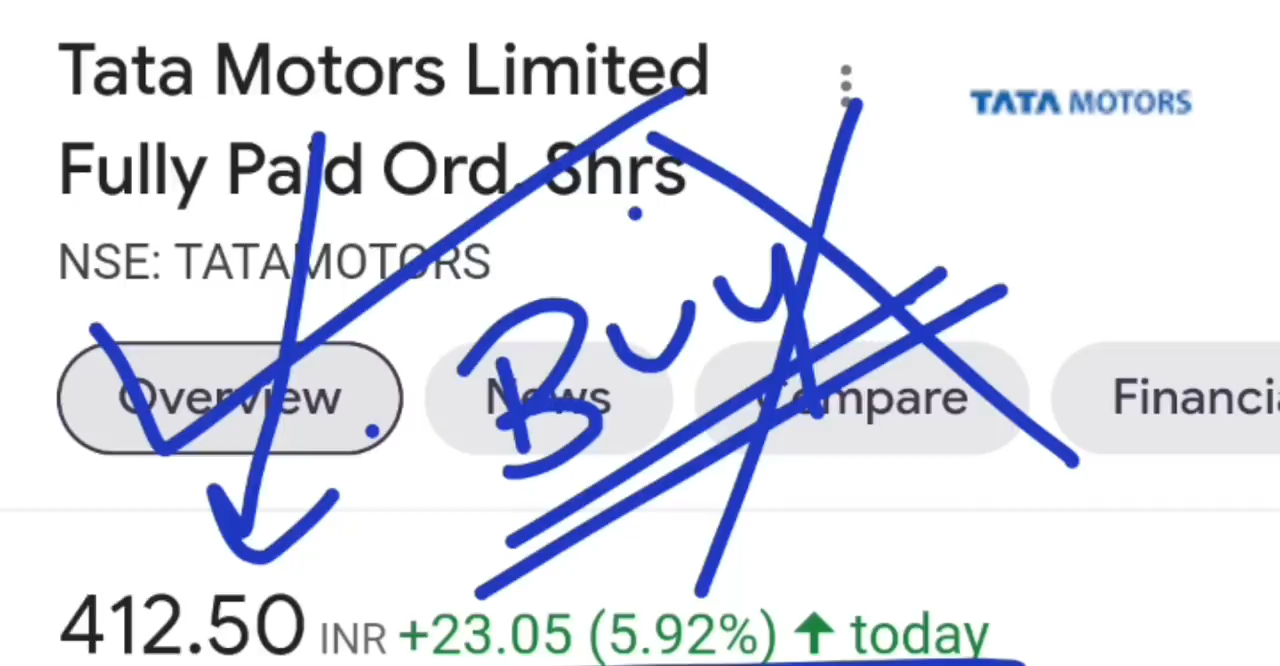 Tata Motors Limited
TATA MOTORS
Fully Paid Ord. Shrs
NSE: TATAMOTORS
Buy
Overview
News
Compare
Financi
412.50 INR +23.05 (5.92%) ↑ today